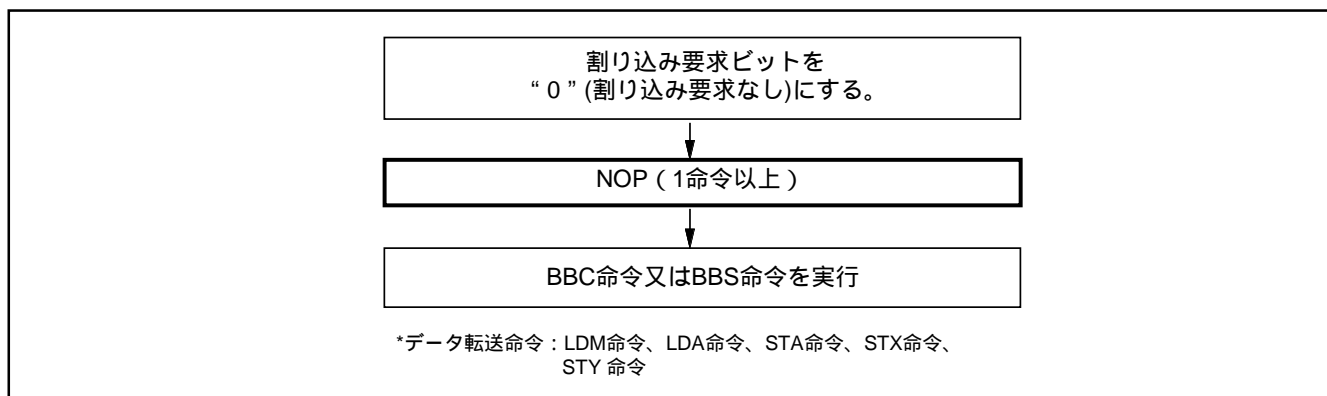 割り込み要求ビットを
“ 0 ” (割り込み要求なし)にする。
NOP（1命令以上）
BBC命令又はBBS命令を実行
*データ転送命令：LDM命令、LDA命令、STA命令、STX命令、
STY 命令